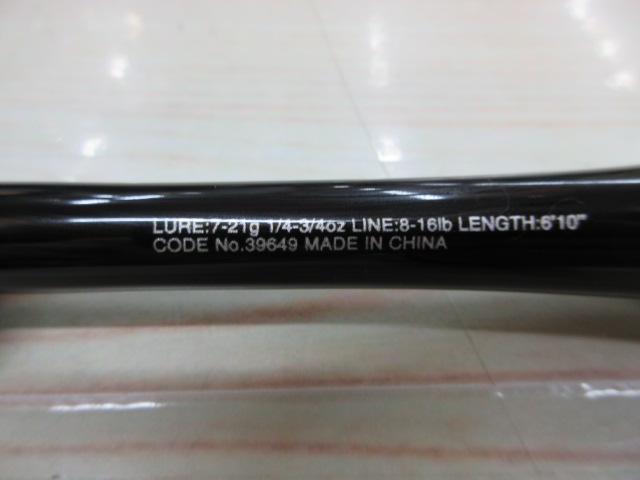 LURE:7-21g 1/4-3/4oz LINE:8-16lb LENGTH:6'10"
CODE No.39649 MADE IN CHINA